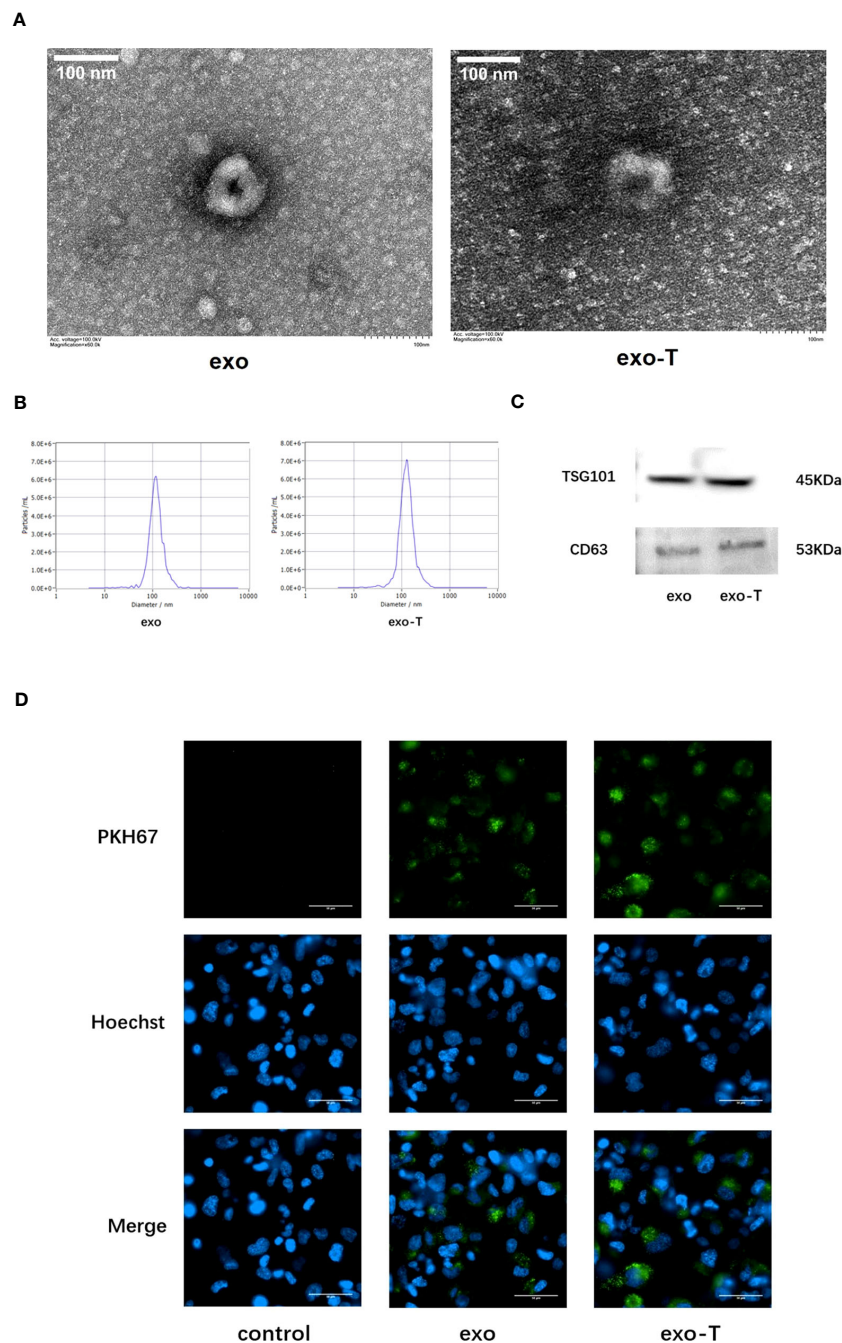 A
100 nm
100 nm
Acc. voltage=100.0kV
Magnification=x60.0k
100nm
Acc. voltage=100.0kV
Magnification=x60.0k
100nm
exo
exo-T
B
C
8.0E+6
7.0E+6
6.0E+6
5.0E+6
4.0E+6
3.0E+6
2.0E+6
1.0E+6
0.0E+0
Particles /mL
1 10 100 1000 10000
Diameter / nm
exo
8.0E+6
7.0E+6
6.0E+6
5.0E+6
4.0E+6
3.0E+6
2.0E+6
1.0E+6
0.0E+0
Particles /mL
1 10 100 1000 10000
Diameter / nm
exo-T
TSG101 45KDa
CD63 53KDa
exo exo-T
D
PKH67
Hoechst
Merge
control exo exo-T